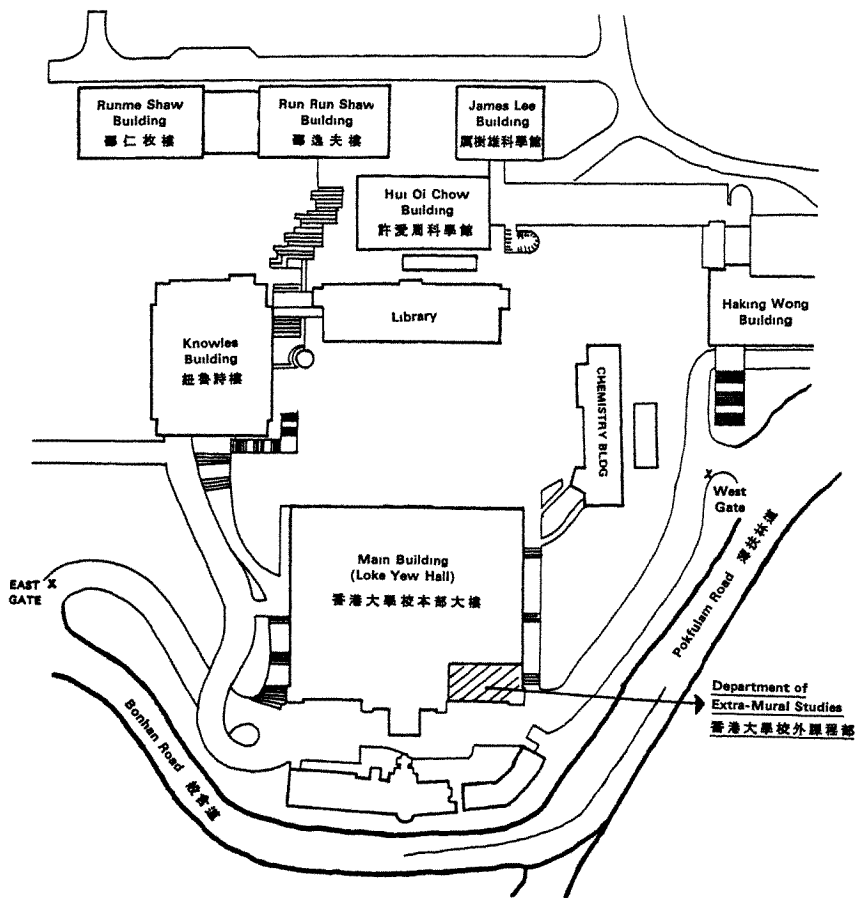 Runme Shaw
Building
鄧仁枚樓
Run Run Shaw
Building
邵逸夫樓
James Lee
Building
Hui Oi Chow
Building
許愛周科學館
Library
Knowles
Building
鈕魯詩樓
Haking Wong
Building
CHEMISTRY BLDG
West
Gate
Main Building
(Loke Yew Hall)
香港大學校本部大樓
EAST
GATE
Pokfulam Road 薄扶林道
Department of
Extra-Mural Studies
香港大學校外課程部
Bonhan Road 般含道